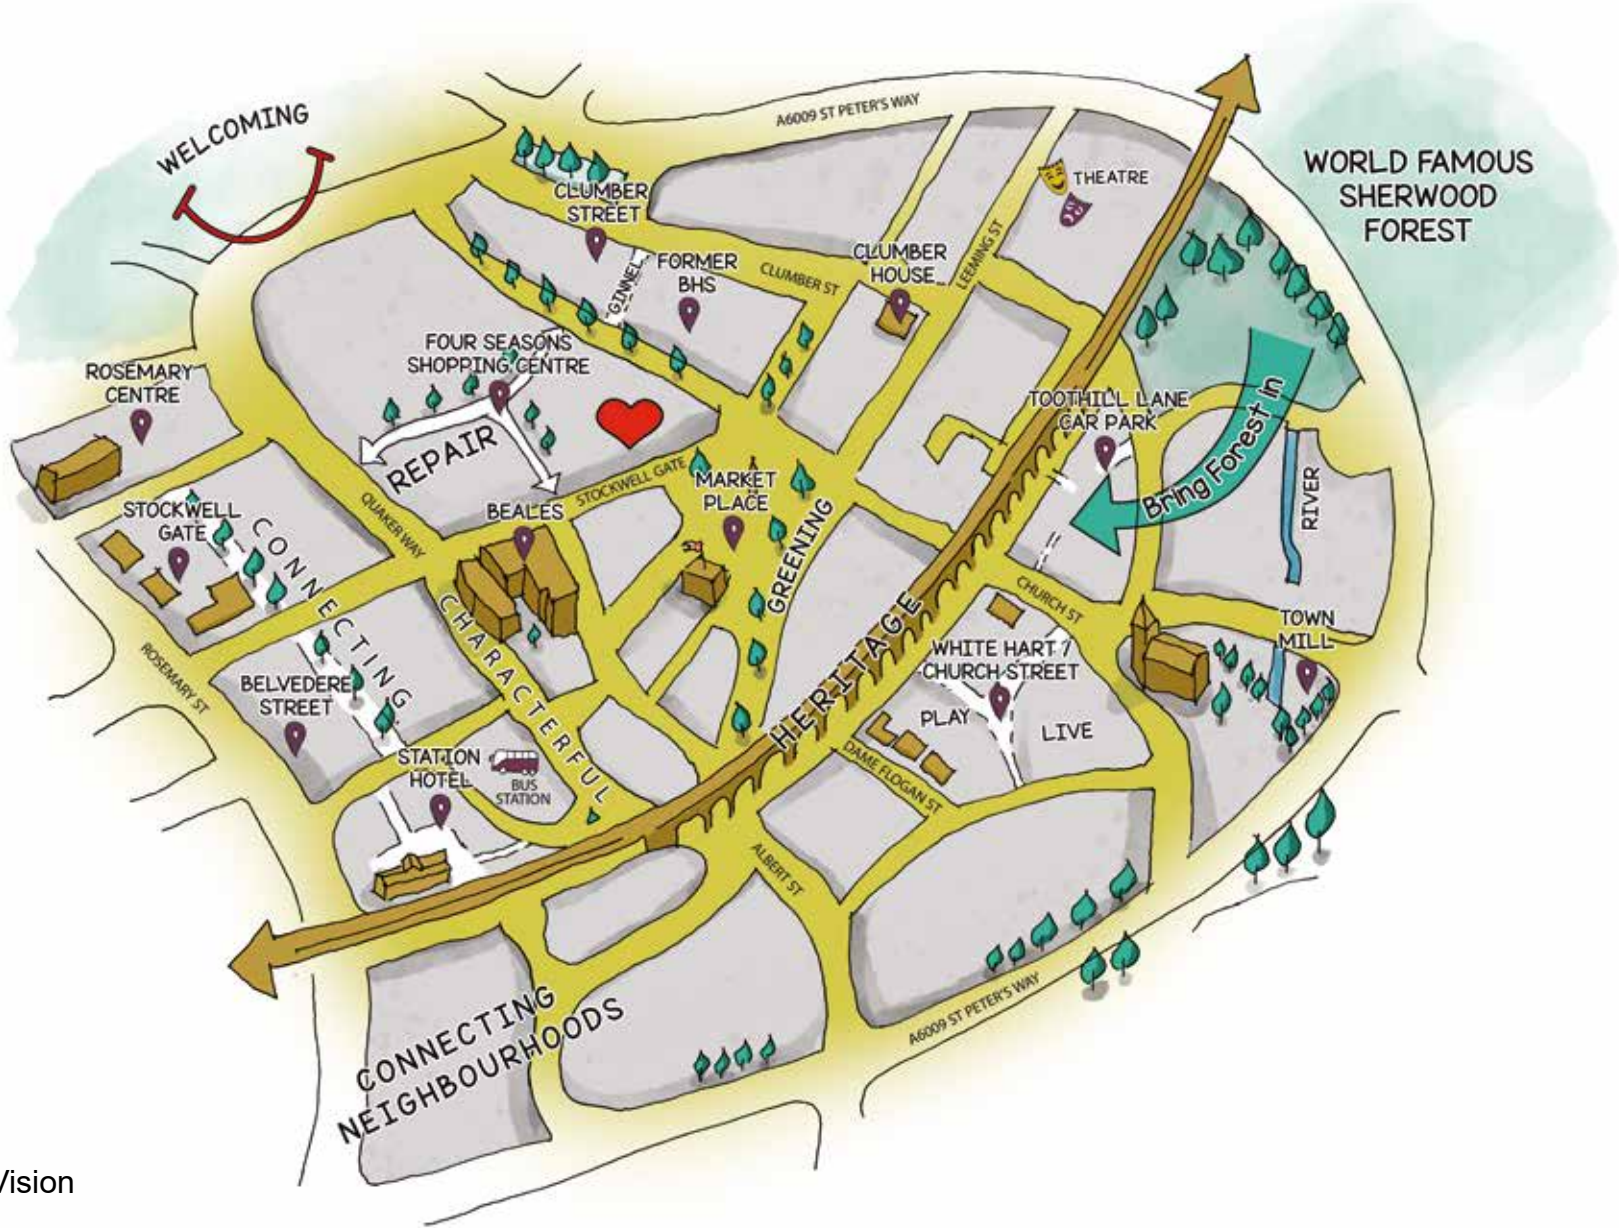 WELCOMING
A6009 ST PETER'S WAY
WORLD FAMOUS
SHERWOOD
FOREST
THEATRE
CLUMBER
STREET
GINNEL
FORMER
BHS
CLUMBER ST
CLUMBER
HOUSE
LEEMING ST
FOUR SEASONS
SHOPPING CENTRE
ROSEMARY
CENTRE
REPAIR
TOOTHILL LANE
CAR PARK
Bring Forest in
RIVER
STOCKWELL GATE
MARKET
PLACE
STOCKWELL
GATE
QUAKER WAY
BEALES
CONNECTING
GREENING
CHARACTERFUL
HERITAGE
CHURCH ST
TOWN
MILL
WHITE HART /
CHURCH STREET
PLAY
LIVE
ROSEMARY ST
BELVEDERE
STREET
STATION
HOTEL
BUS
STATION
DAME FLOGAN ST
ALBERT ST
A6009 ST PETER'S WAY
CONNECTING
NEIGHBOURHOODS
Vision